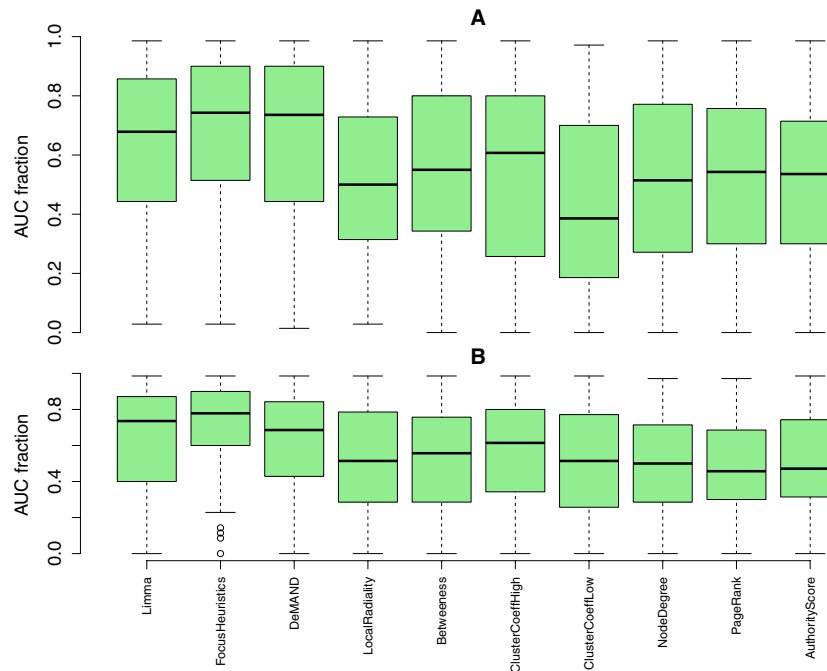 A
AUC fraction
1.0
0.8
0.6
0.4
0.2
0.0
B
AUC fraction
0.8
0.4
0.0
Limma
FocusHeuristics
DeMAND
LocalRadiality
Betweeness
ClusterCoeffHigh
ClusterCoeffLow
NodeDegree
PageRank
AuthorityScore